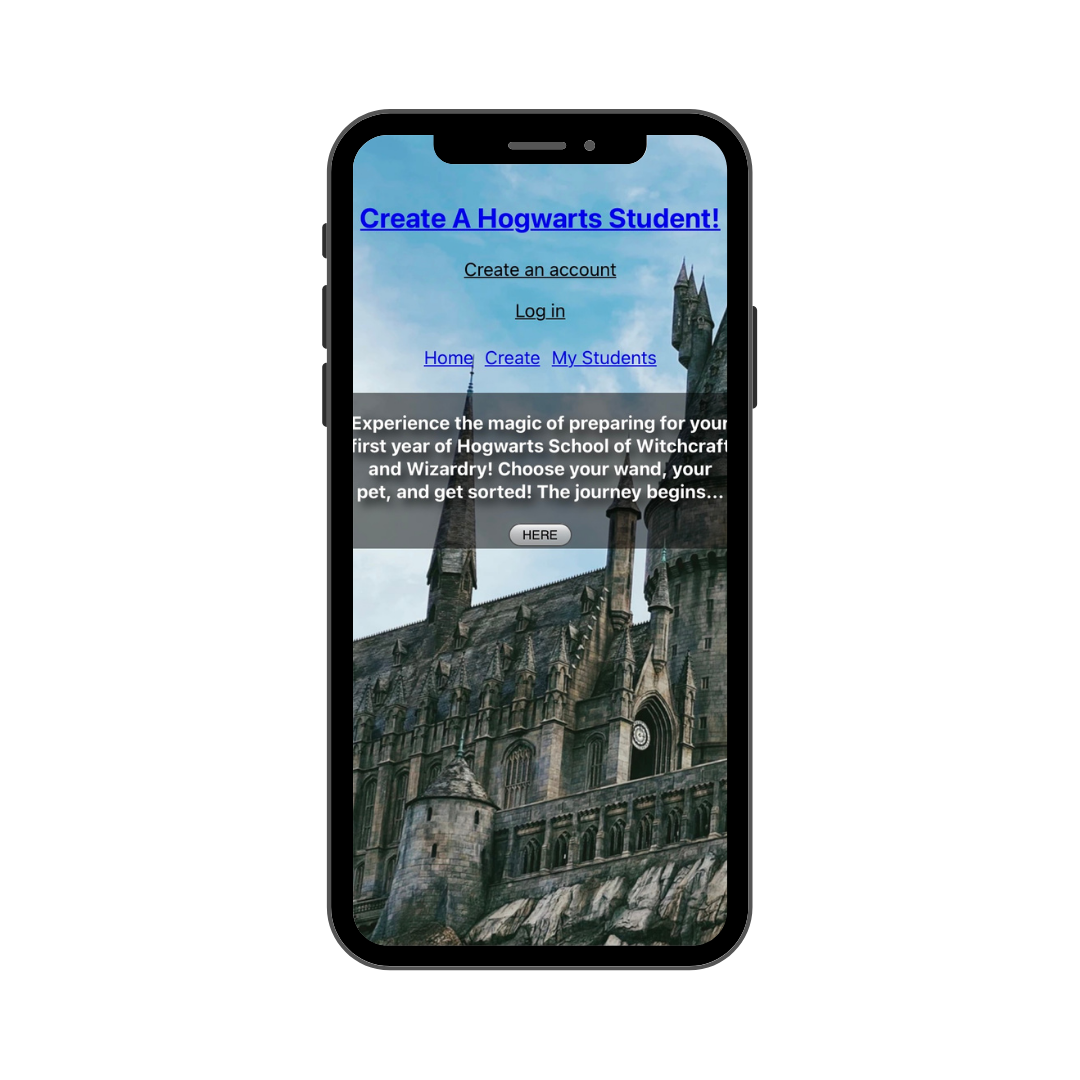 Create A Hogwarts Student!
Create an account
Log in
Home Create My Students
Experience the magic of preparing for your
first year of Hogwarts School of Witchcraft
and Wizardry! Choose your wand, your
pet, and get sorted! The journey begins...
HERE